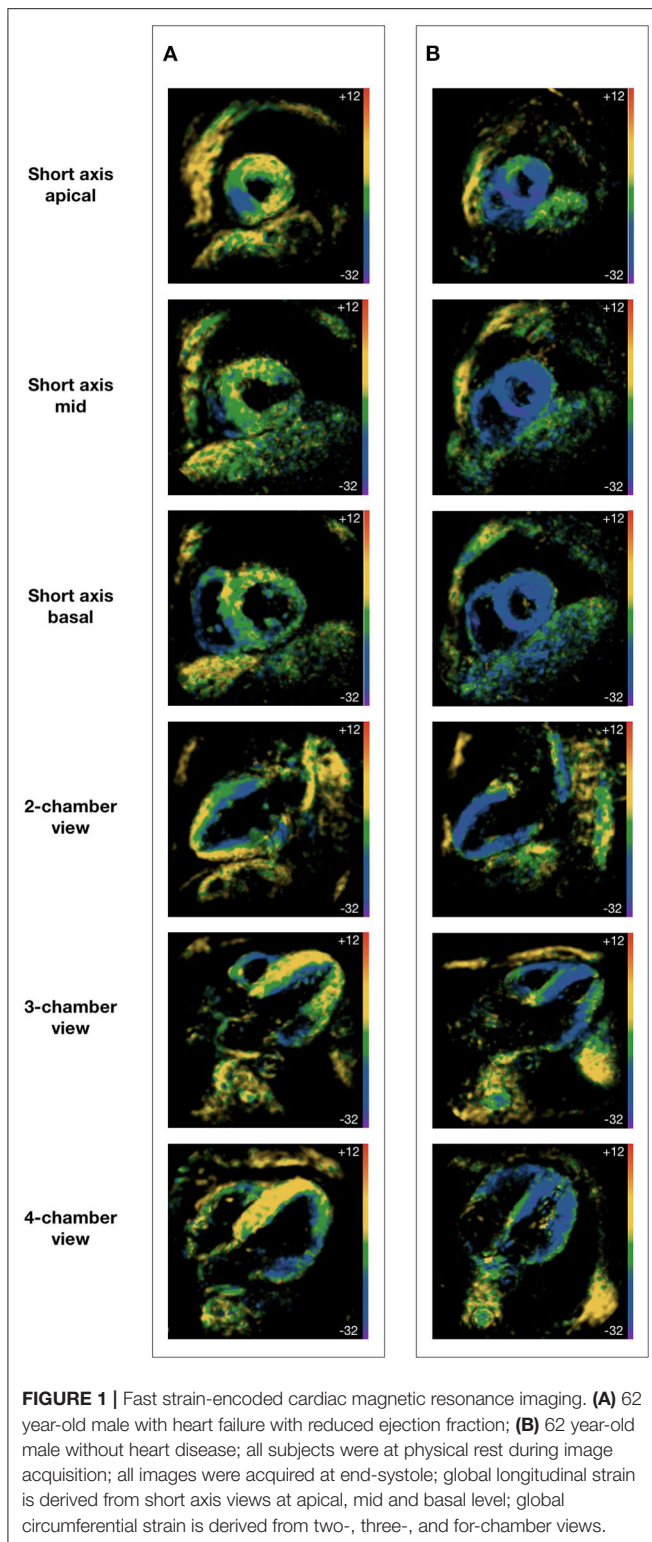 A
B
Short axis
apical
+12
-32
+12
-32
Short axis
mid
+12
-32
+12
-32
Short axis
basal
+12
-32
+12
-32
2-chamber
view
+12
-32
+12
-32
3-chamber
view
+12
-32
+12
-32
4-chamber
view
+12
-32
+12
-32
FIGURE 1 | Fast strain-encoded cardiac magnetic resonance imaging. (A) 62
year-old male with heart failure with reduced ejection fraction; (B) 62 year-old
male without heart disease; all subjects were at physical rest during image
acquisition; all images were acquired at end-systole; global longitudinal strain
is derived from short axis views at apical, mid and basal level; global
circumferential strain is derived from two-, three-, and for-chamber views.